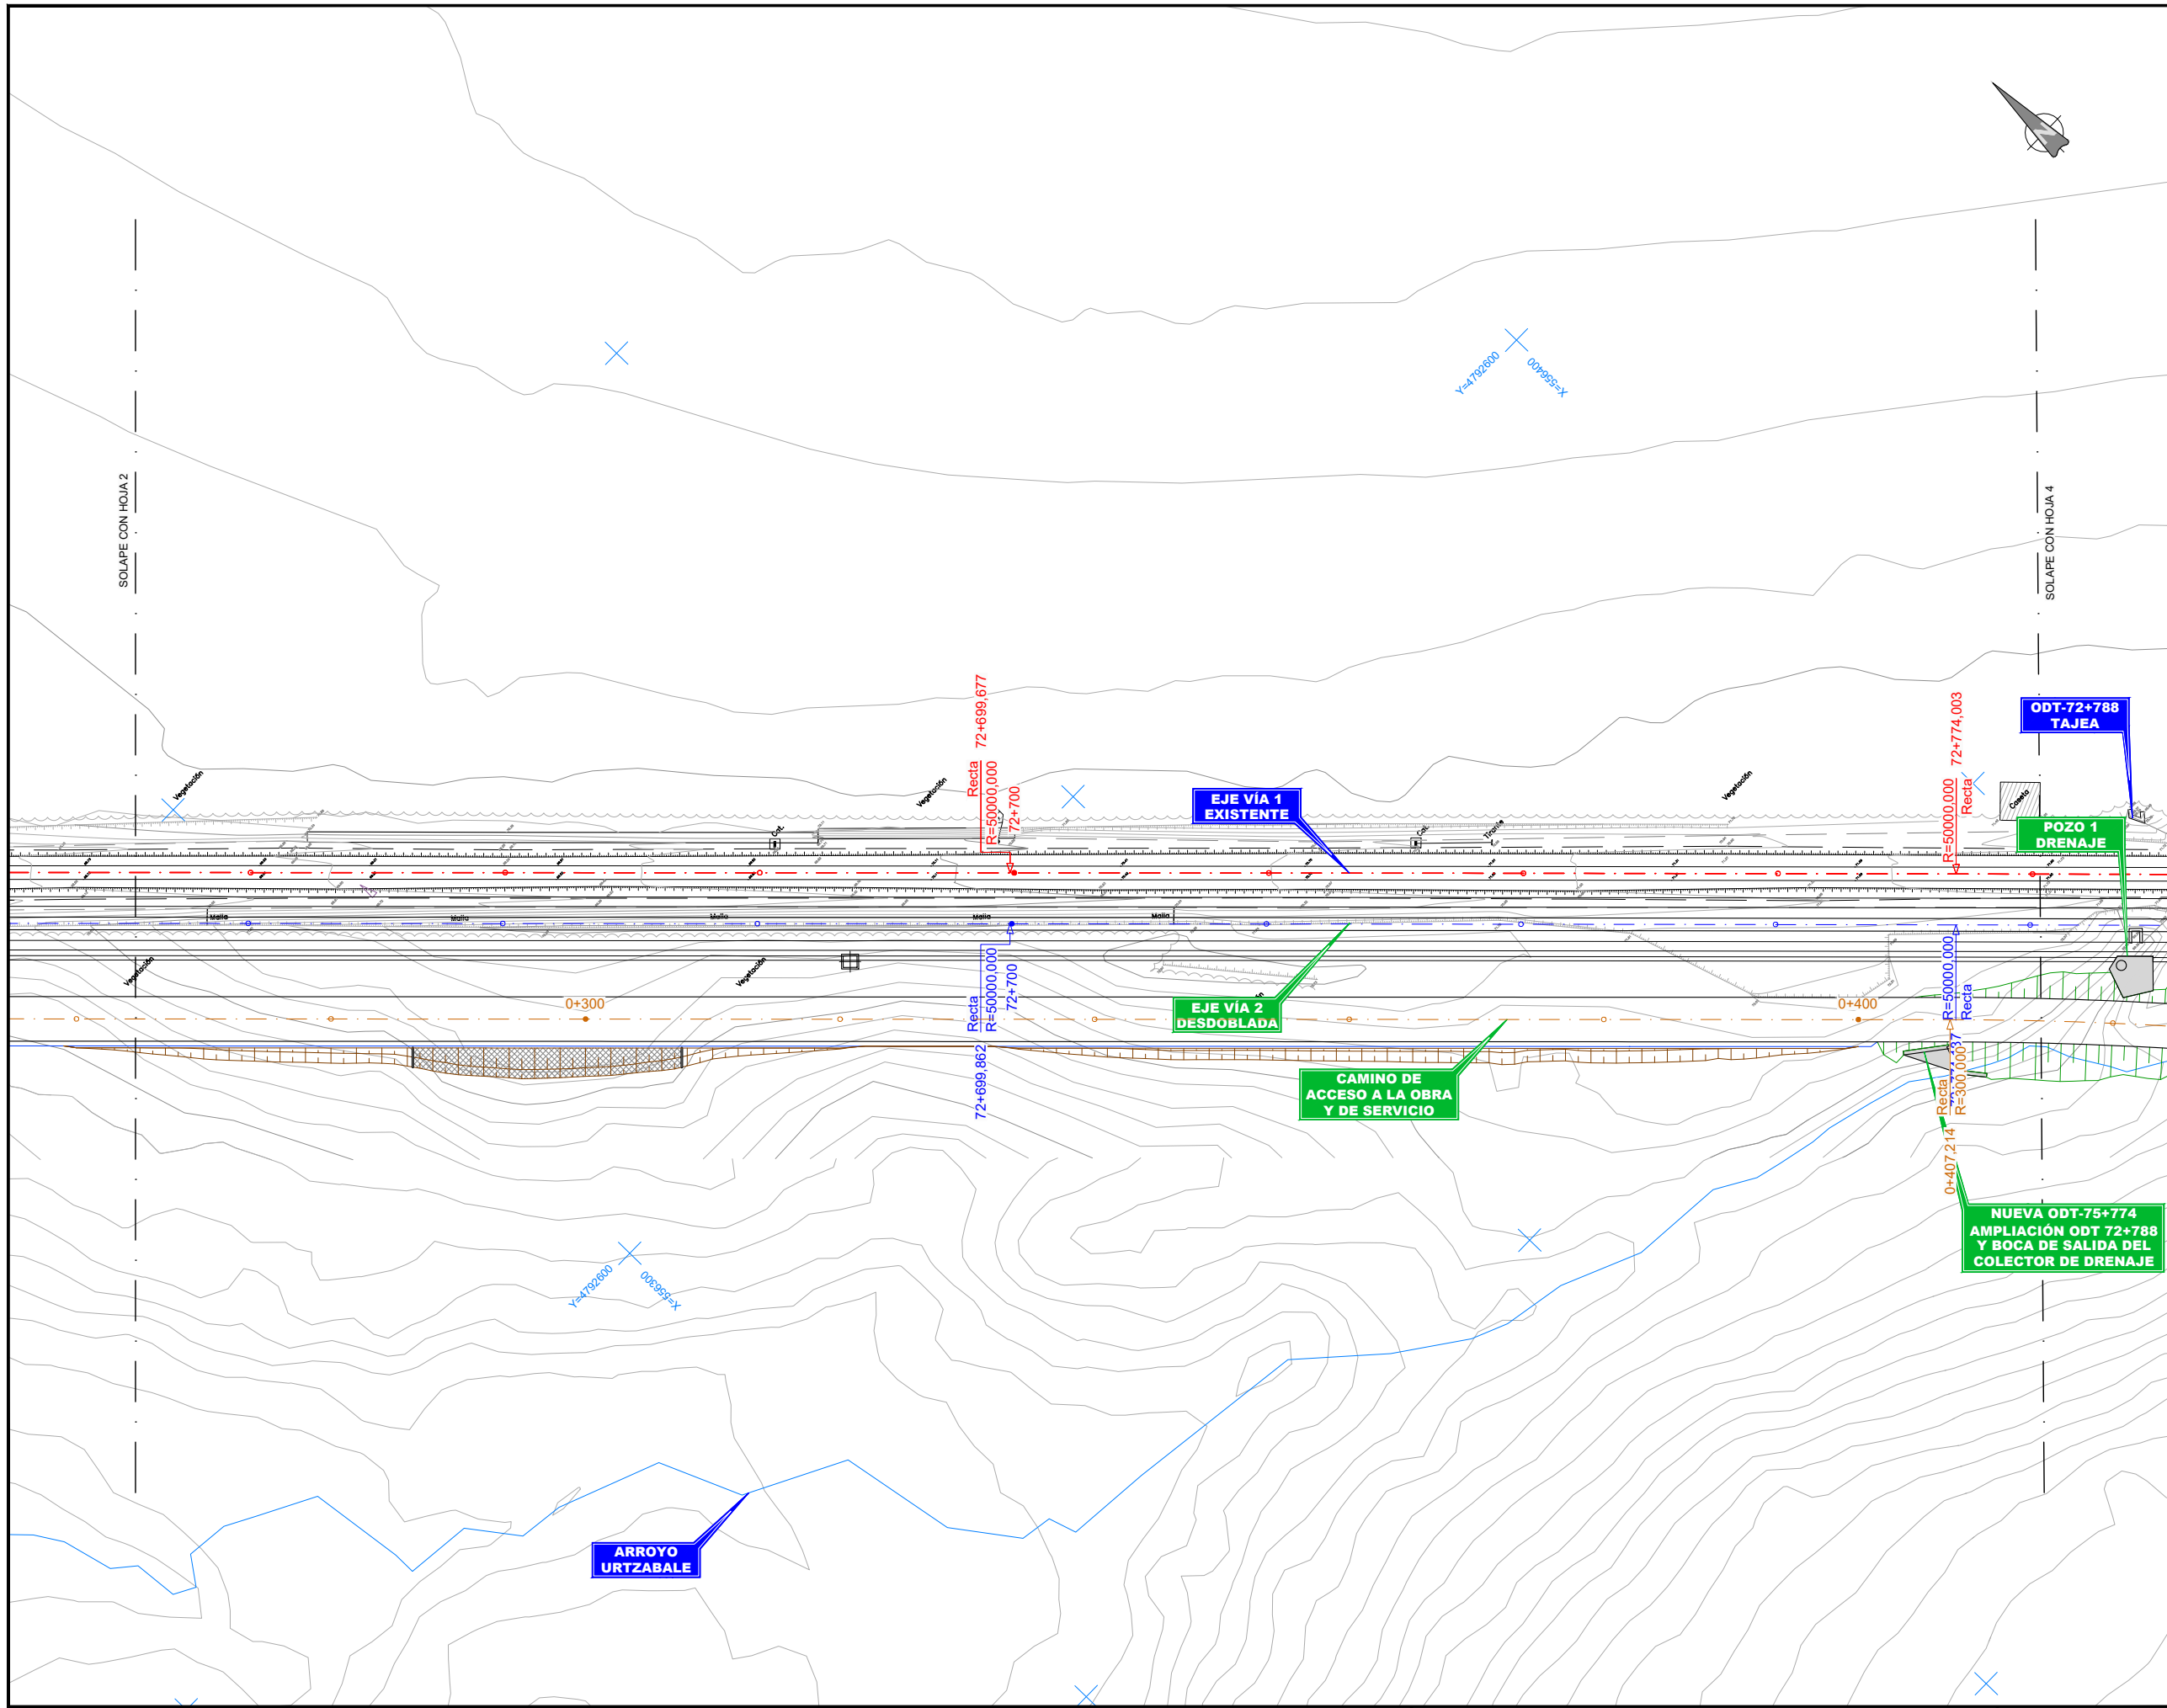 N
Y=4792600
X=556400
SOLAPE CON HOJA 2
SOLAPE CON HOJA 4
72+699,677
Recta
R=50000,000
72+700
72+774,003
R=50000,000
Recta
ODT-72+788
TAJEA
Vegetación
Vegetación
Vegetación
Caseta
EJE VÍA 1
EXISTENTE
POZO 1
DRENAJE
Cat.
Cat.
Tirante
Malla
Malla
Malla
Malla
Malla
Vegetación
Vegetación
Recta
R=50000,000
72+700
72+699,862
R=50000,000
Recta
0+300
0+400
EJE VÍA 2
DESDOBLADA
CAMINO DE
ACCESO A LA OBRA
Y DE SERVICIO
Recta
R=300,000
0+407,214
NUEVA ODT-75+774
AMPLIACIÓN ODT 72+788
Y BOCA DE SALIDA DEL
COLECTOR DE DRENAJE
Y=4792600
X=556300
ARROYO
URTZABALE